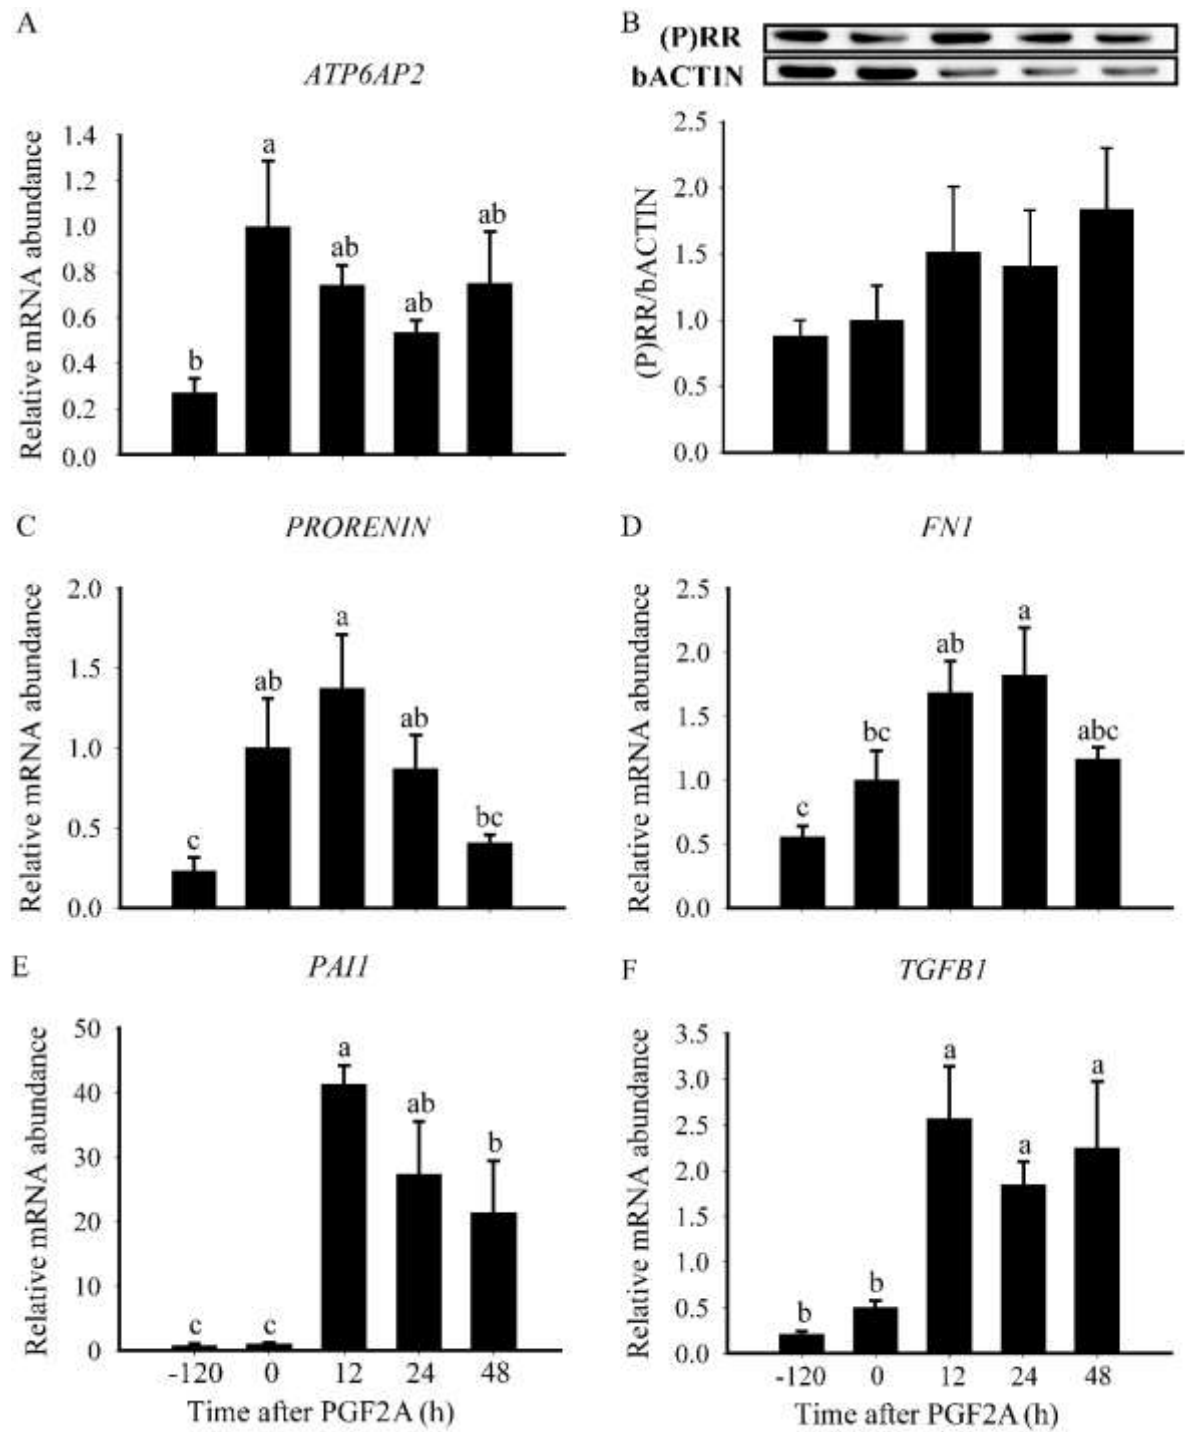 A
ATP6AP2
Relative mRNA abundance
1.4
1.2
1.0
0.8
0.6
0.4
0.2
0.0
b
a
ab
ab
ab
B
(P)RR
bACTIN
(P)RR/bACTIN
2.5
2.0
1.5
1.0
0.5
0.0
C
PRORENIN
Relative mRNA abundance
2.0
1.5
1.0
0.5
0.0
c
ab
a
ab
bc
D
FN1
Relative mRNA abundance
2.5
2.0
1.5
1.0
0.5
0.0
c
bc
ab
a
abc
E
PAI1
Relative mRNA abundance
50
40
30
20
10
0
c
c
a
ab
b
-120 0 12 24 48
Time after PGF2A (h)
F
TGFB1
Relative mRNA abundance
3.5
3.0
2.5
2.0
1.5
1.0
0.5
0.0
b
b
a
a
a
-120 0 12 24 48
Time after PGF2A (h)